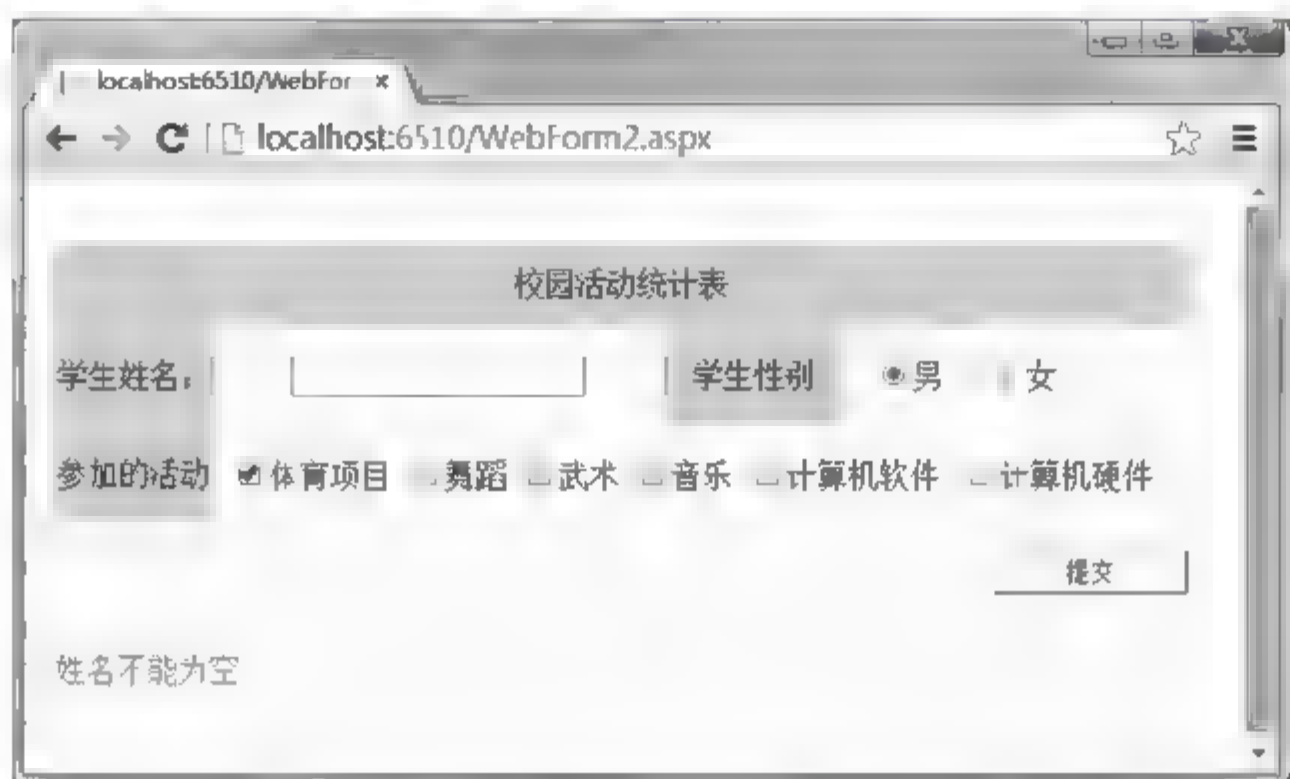 localhost:6510/WebFor
localhost:6510/WebForm2.aspx
校园活动统计表
学生姓名: 学生性别 男 女
参加的活动 体育项目 舞蹈 武术 音乐 计算机软件 计算机硬件
提交
姓名不能为空